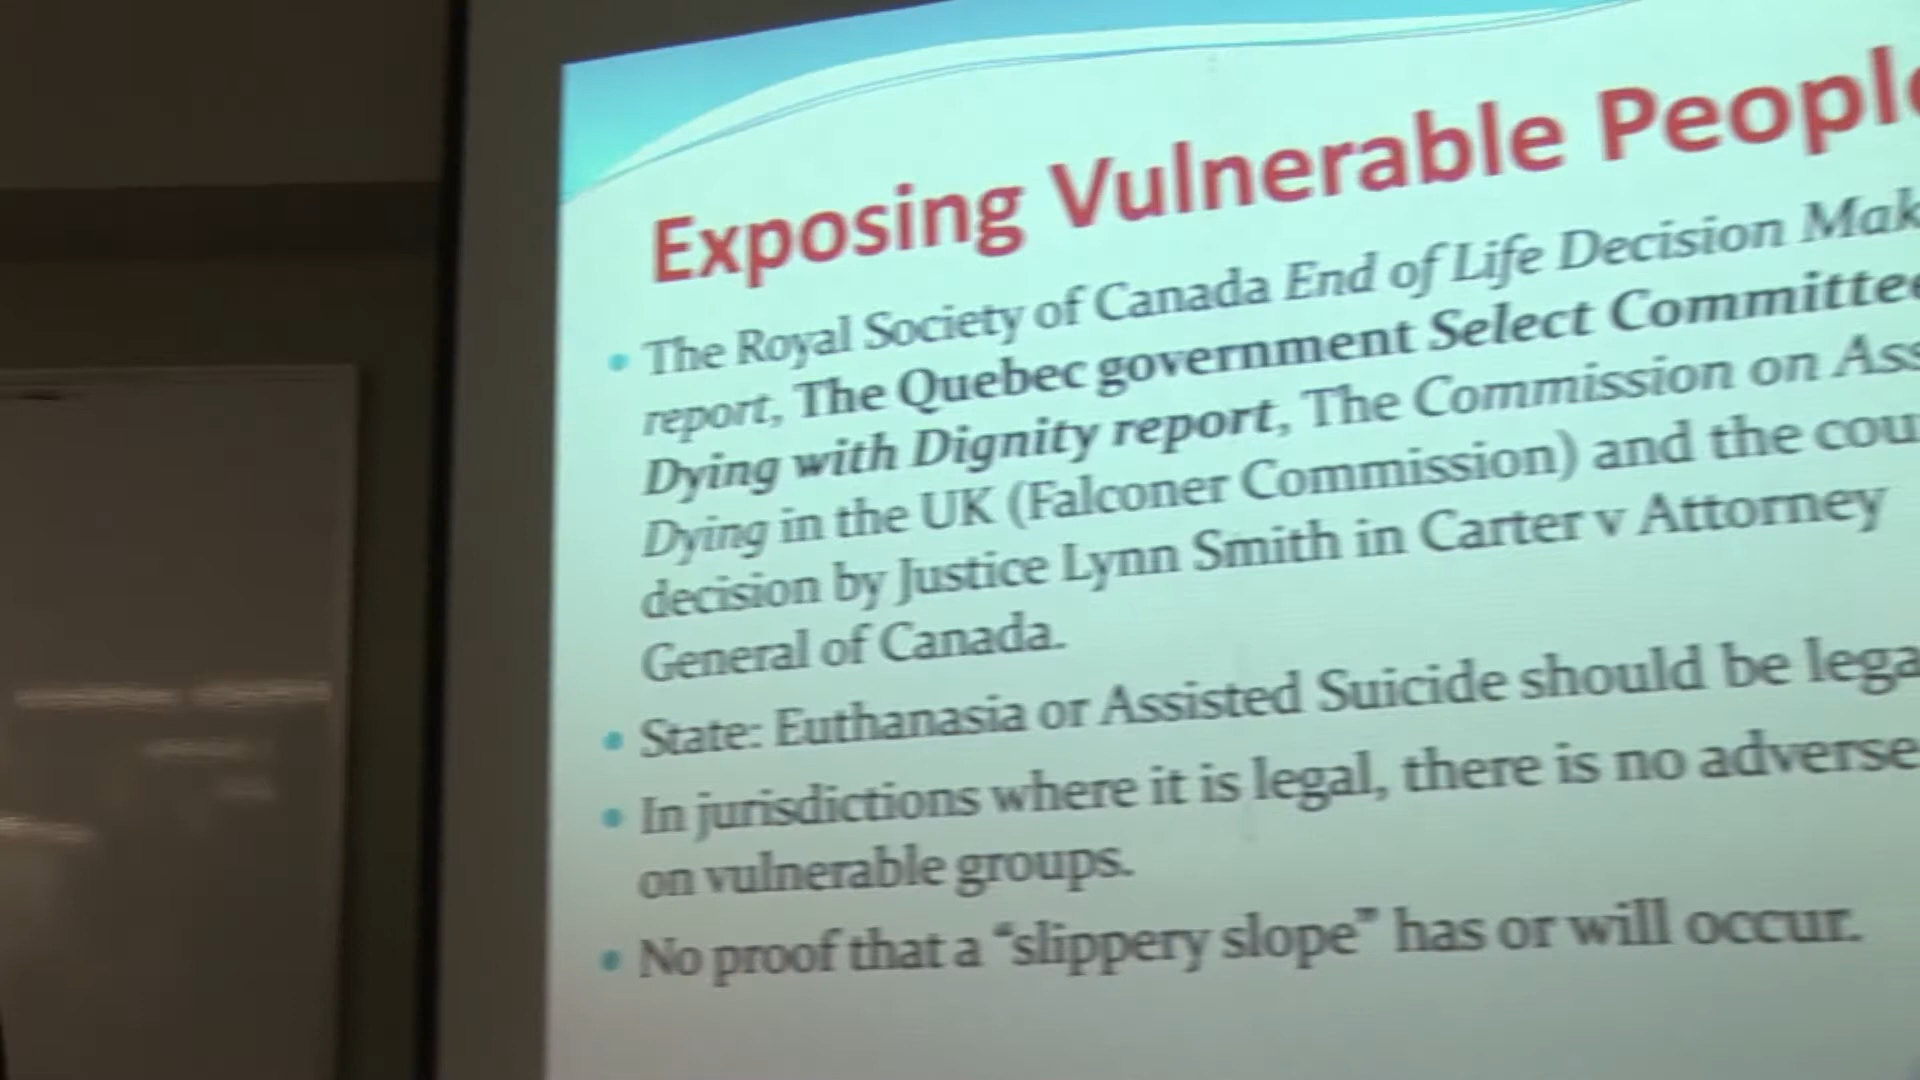 Exposing Vulnerable People
The Royal Society of Canada End of Life Decision Mak
report, The Quebec government Select Committee
Dying with Dignity report, The Commission on Ass
Dying in the UK (Falconer Commission) and the cou
decision by Justice Lynn Smith in Carter v Attorney
General of Canada.
State: Euthanasia or Assisted Suicide should be lega
In jurisdictions where it is legal, there is no adverse
on vulnerable groups.
No proof that a “slippery slope” has or will occur.